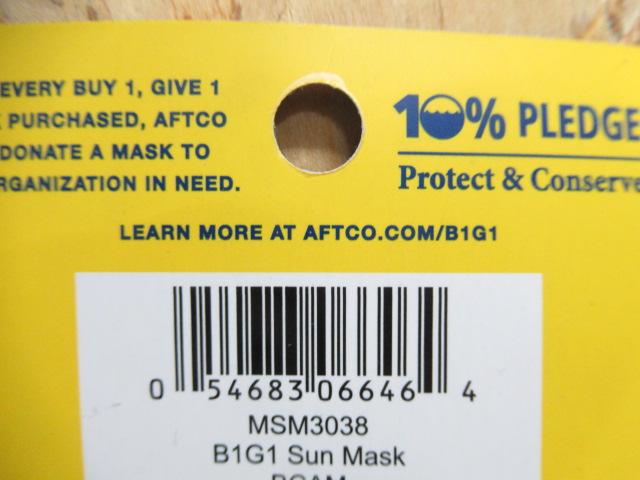 EVERY BUY 1, GIVE 1
PURCHASED, AFTCO
DONATE A MASK TO
RGANIZATION IN NEED.
10% PLEDGE
Protect & Conserve
LEARN MORE AT AFTCO.COM/B1G1
0 54683 06646 4
MSM3038
B1G1 Sun Mask